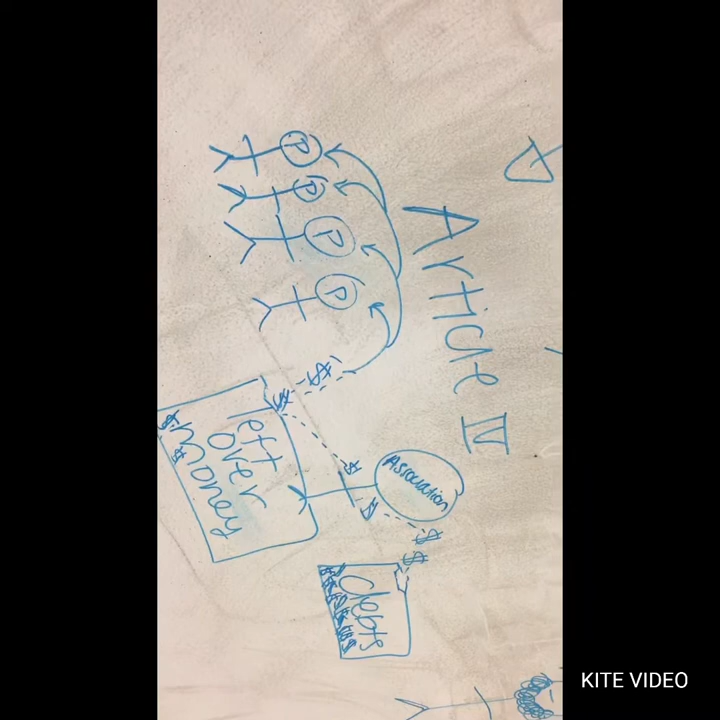 Article IV
P
P
P
P
$
$
$
$
Association
$
$
left
over
money
debts
KITE VIDEO